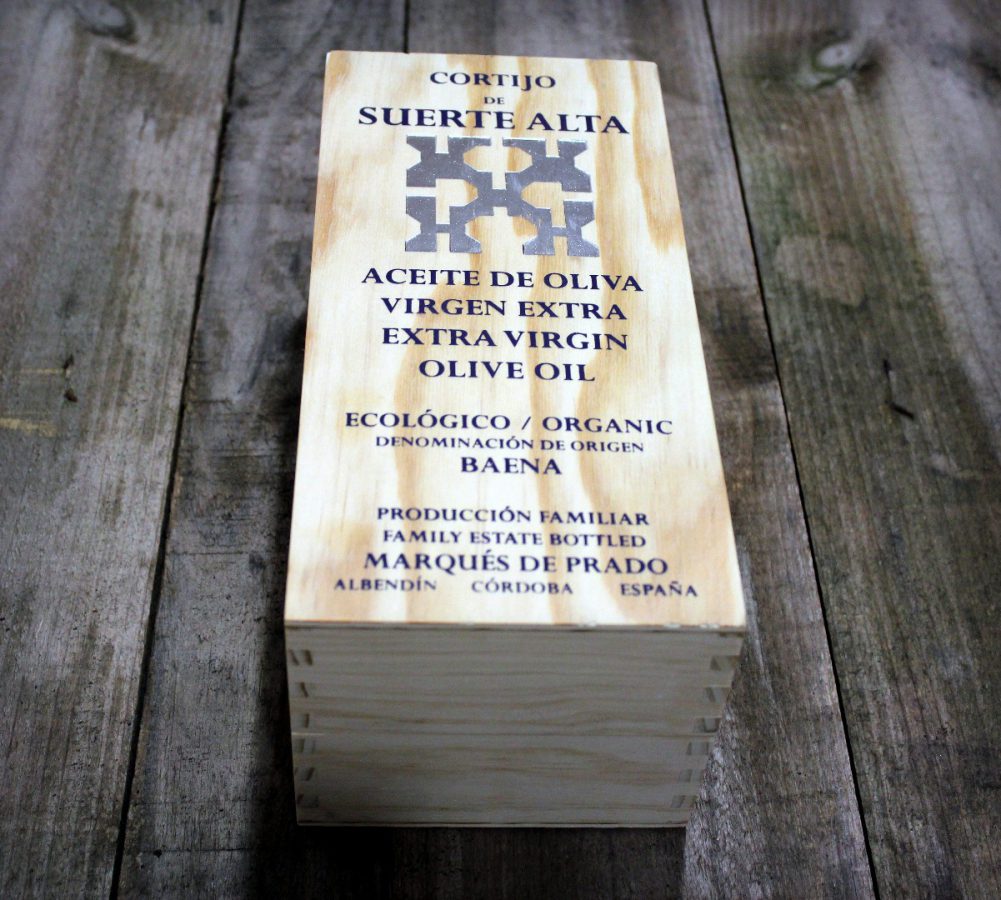 CORTIJO
DE
SUERTE ALTA
ACEITE DE OLIVA
VIRGEN EXTRA
EXTRA VIRGIN
OLIVE OIL
ECOLÓGICO / ORGANIC
DENOMINACIÓN DE ORIGEN
BAENA
PRODUCCIÓN FAMILIAR
FAMILY ESTATE BOTTLED
MARQUÉS DE PRADO
ALBENDÍN CÓRDOBA ESPAÑA